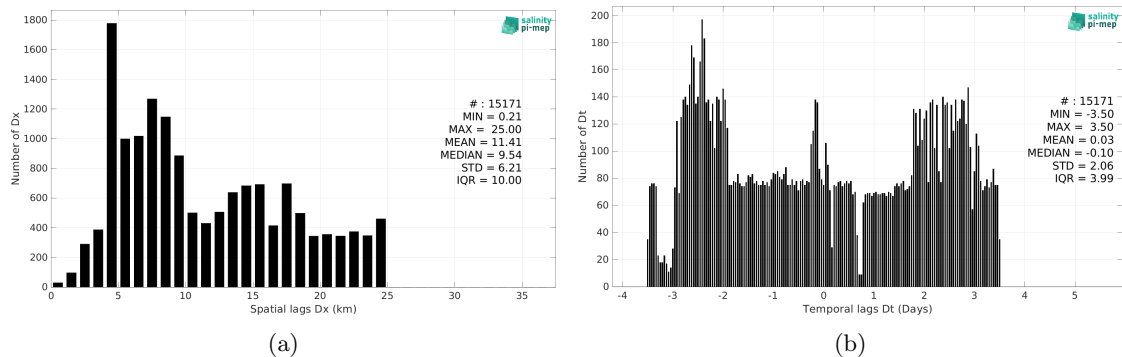 1800
1600
1400
1200
1000
800
600
400
200
0
Number of Dx
salinity
pi-mep
# : 15171
MIN = 0.21
MAX = 25.00
MEAN = 11.41
MEDIAN = 9.54
STD = 6.21
IQR = 10.00
0 5 10 15 20 25 30 35
Spatial lags Dx (km)
(a)
200
180
160
140
120
100
80
60
40
20
0
Number of Dt
salinity
pi-mep
# : 15171
MIN = -3.50
MAX = 3.50
MEAN = 0.03
MEDIAN = -0.10
STD = 2.06
IQR = 3.99
-4 -3 -2 -1 0 1 2 3 4 5
Temporal lags Dt (Days)
(b)